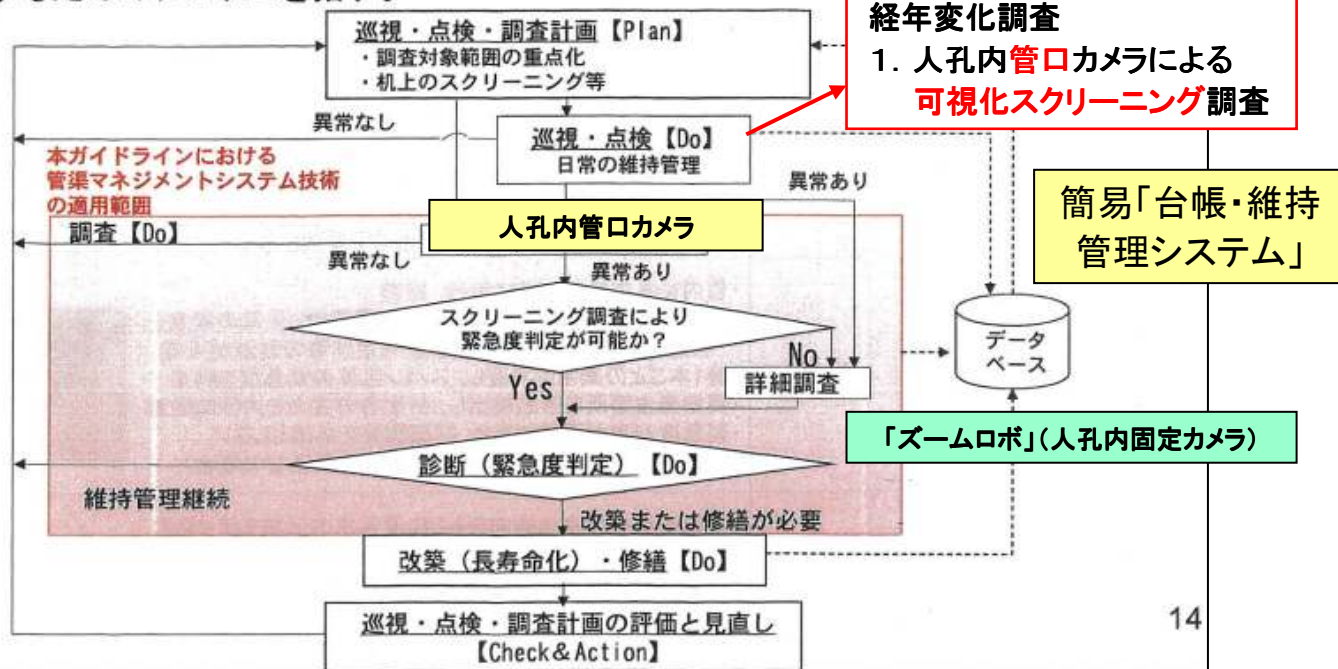 経年変化調査
1. 人孔内管口カメラによる
可視化スクリーニング調査
巡視・点検・調査計画【Plan】
・調査対象範囲の重点化
・机上のスクリーニング等
異常なし
巡視・点検【Do】
日常の維持管理
異常あり
本ガイドラインにおける
管渠マネジメントシステム技術
の適用範囲
簡易「台帳・維持
管理システム」
調査【Do】
人孔内管口カメラ
異常なし
異常あり
スクリーニング調査により
緊急度判定が可能か？
データ
ベース
No
詳細調査
Yes
「ズームロボ」(人孔内固定カメラ)
診断（緊急度判定）【Do】
維持管理継続
改築または修繕が必要
改築（長寿命化）・修繕【Do】
巡視・点検・調査計画の評価と見直し
【Check&Action】
14